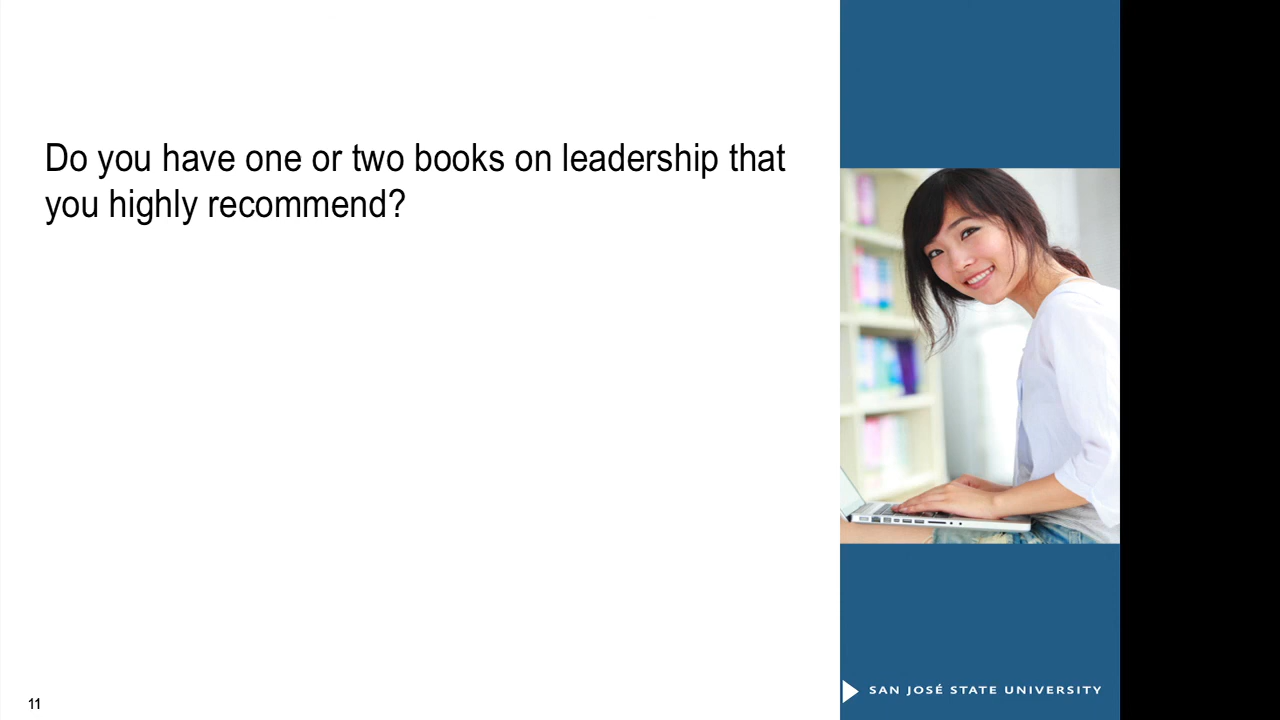 Do you have one or two books on leadership that
you highly recommend?
11
SAN JOSÉ STATE UNIVERSITY